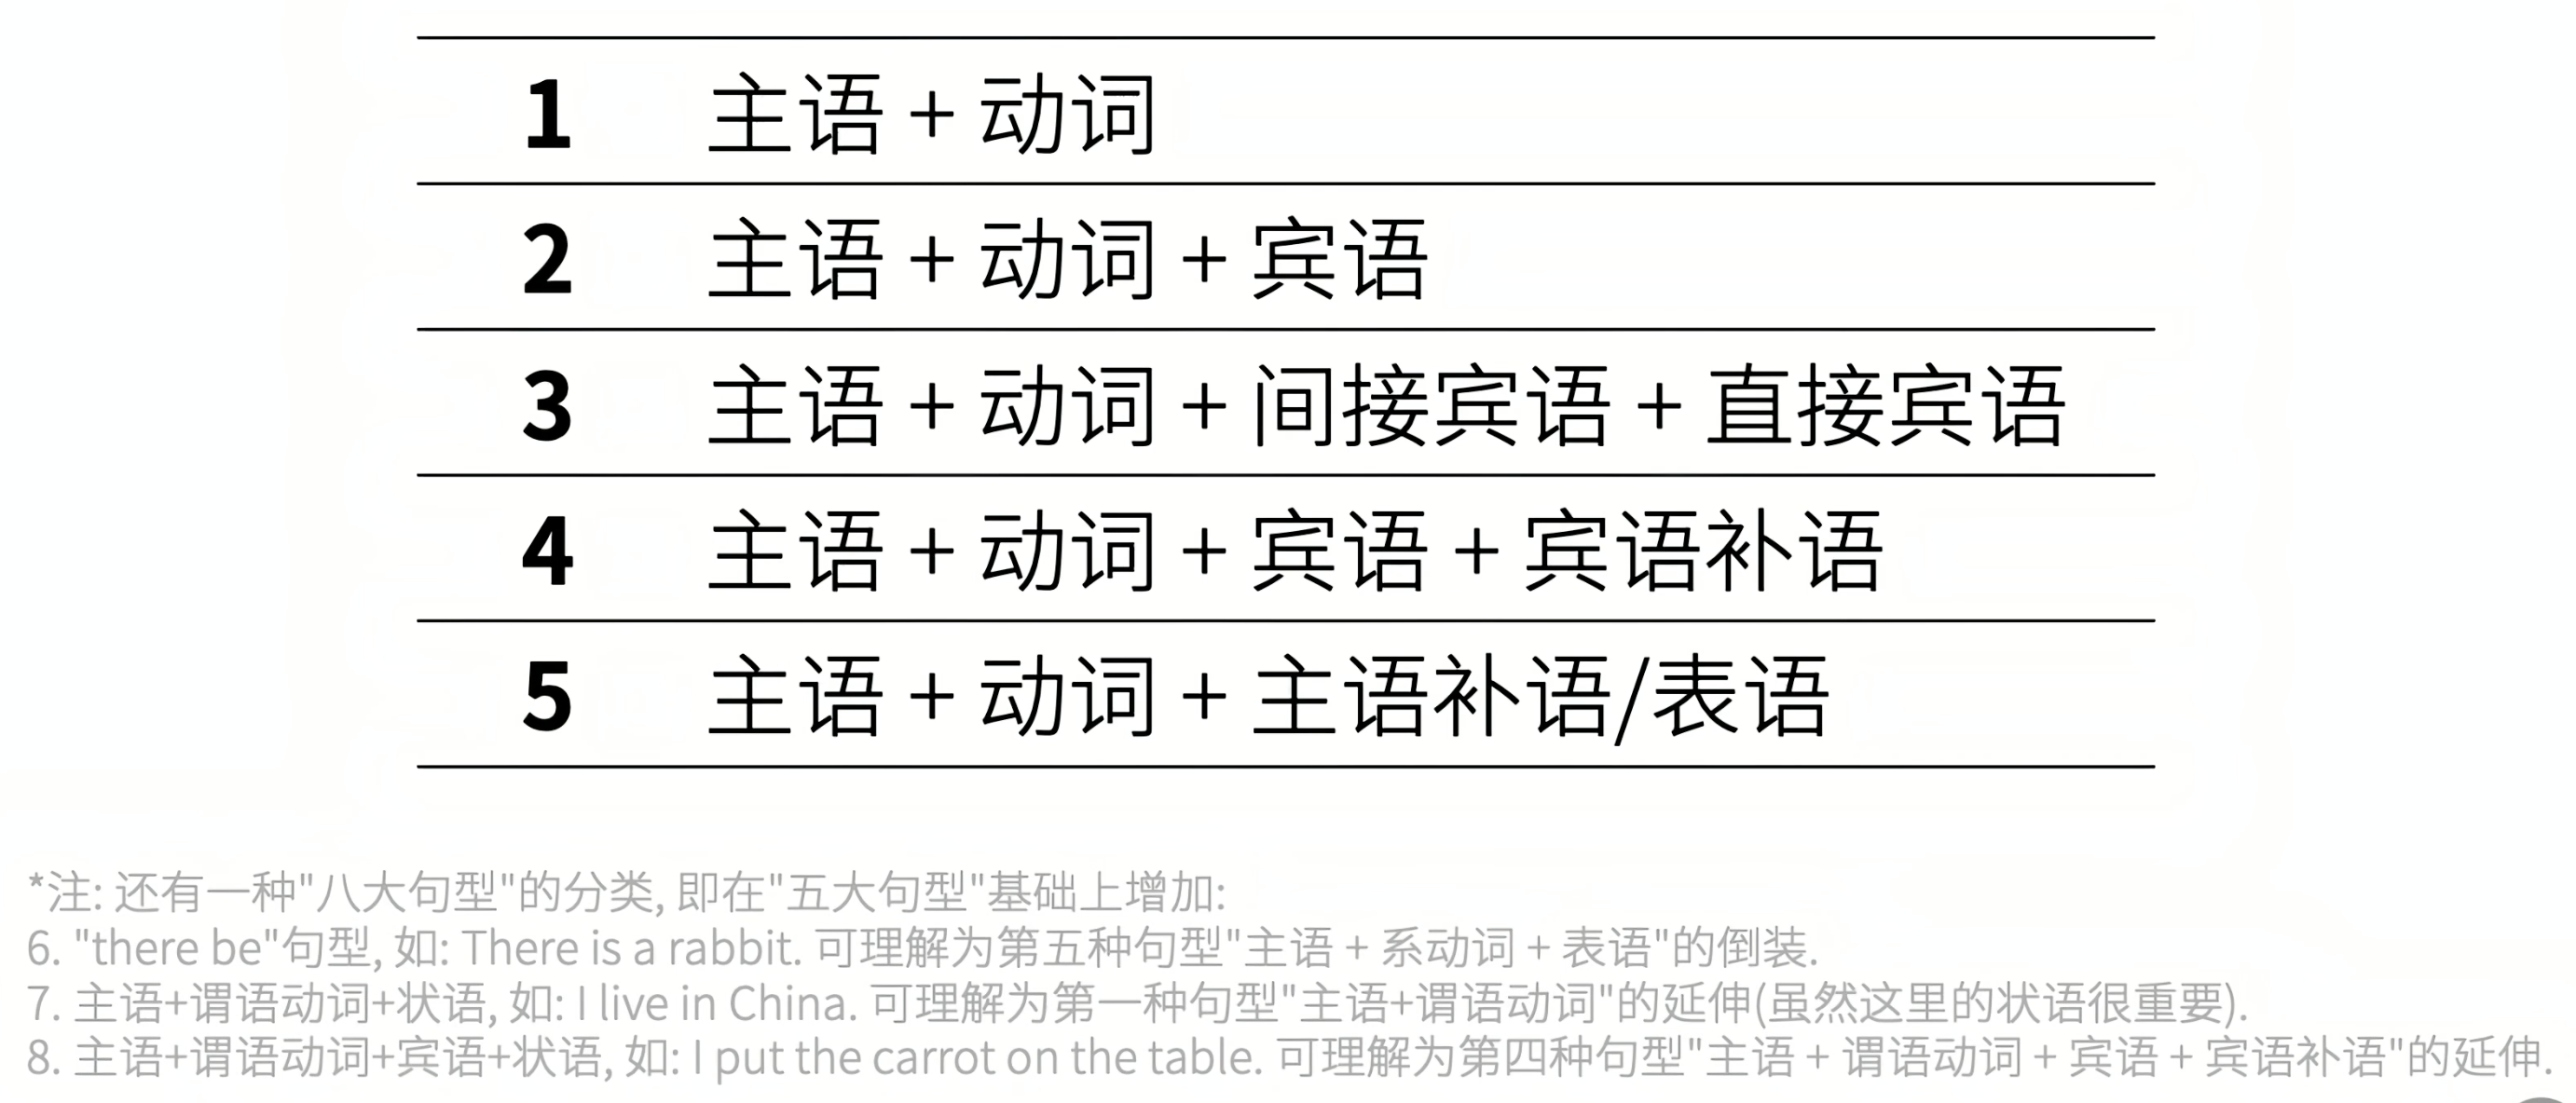 1 主语 + 动词
2 主语 + 动词 + 宾语
3 主语 + 动词 + 间接宾语 + 直接宾语
4 主语 + 动词 + 宾语 + 宾语补语
5 主语 + 动词 + 主语补语/表语
*注: 还有一种"八大句型"的分类, 即在"五大句型"基础上增加:
6. "there be"句型, 如: There is a rabbit. 可理解为第五种句型"主语 + 系动词 + 表语"的倒装.
7. 主语+谓语动词+状语, 如: I live in China. 可理解为第一种句型"主语+谓语动词"的延伸(虽然这里的状语很重要).
8. 主语+谓语动词+宾语+状语, 如: I put the carrot on the table. 可理解为第四种句型"主语 + 谓语动词 + 宾语 + 宾语补语"的延伸.